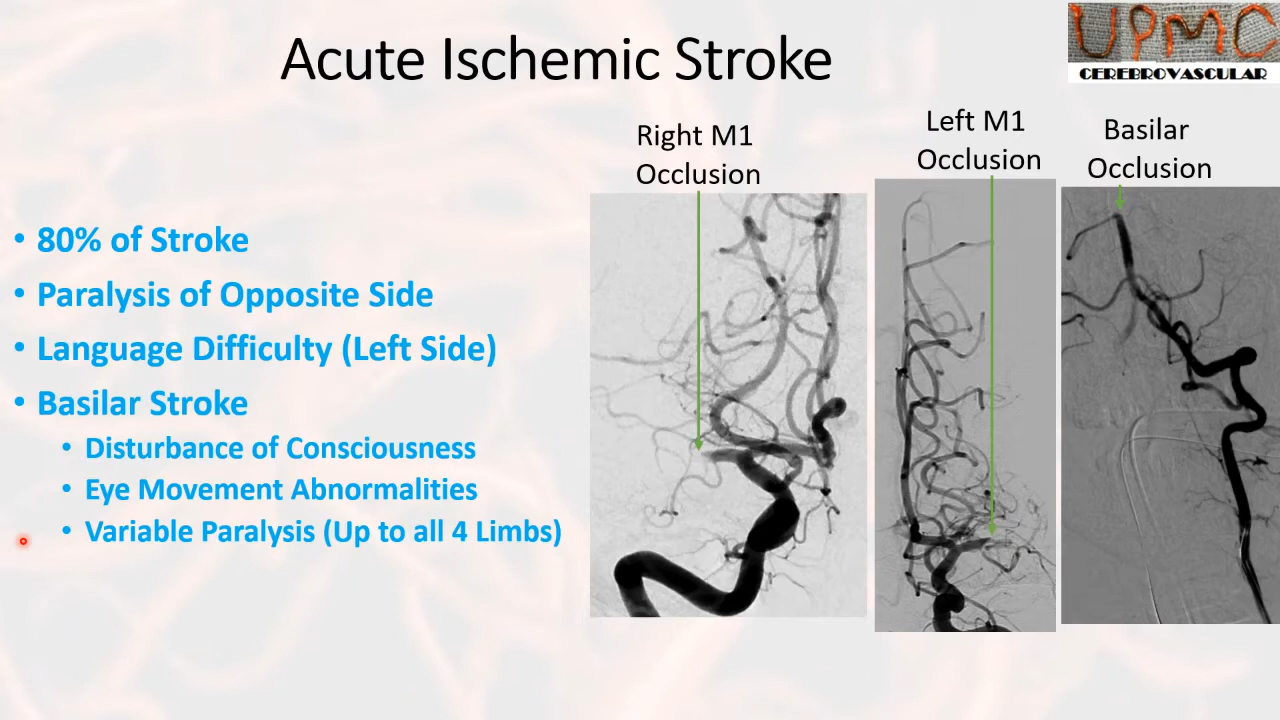 Acute Ischemic Stroke
UPMC
CEREBROVASCULAR
Right M1
Occlusion
Left M1
Occlusion
Basilar
Occlusion
• 80% of Stroke
• Paralysis of Opposite Side
• Language Difficulty (Left Side)
• Basilar Stroke
• Disturbance of Consciousness
• Eye Movement Abnormalities
• Variable Paralysis (Up to all 4 Limbs)